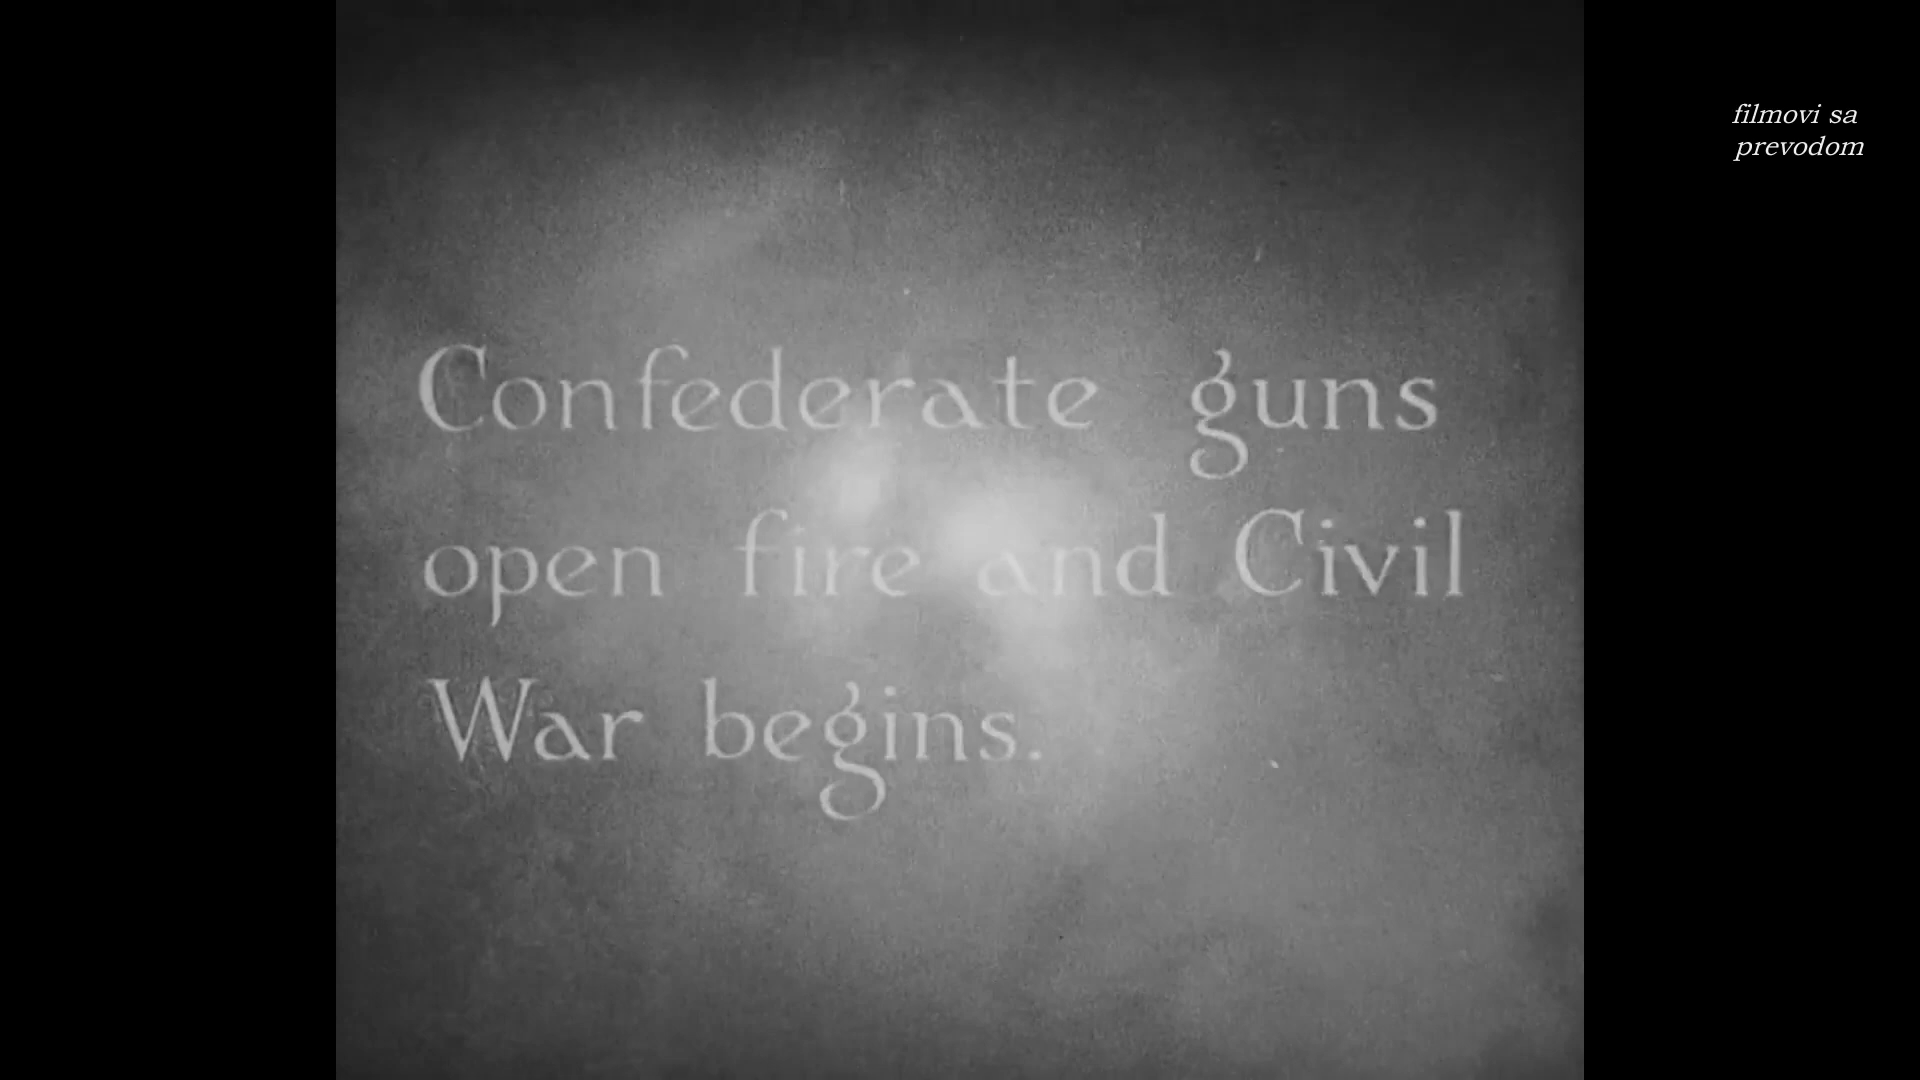 Confederate guns
open fire and Civil
War begins.
filmovi sa
prevodom